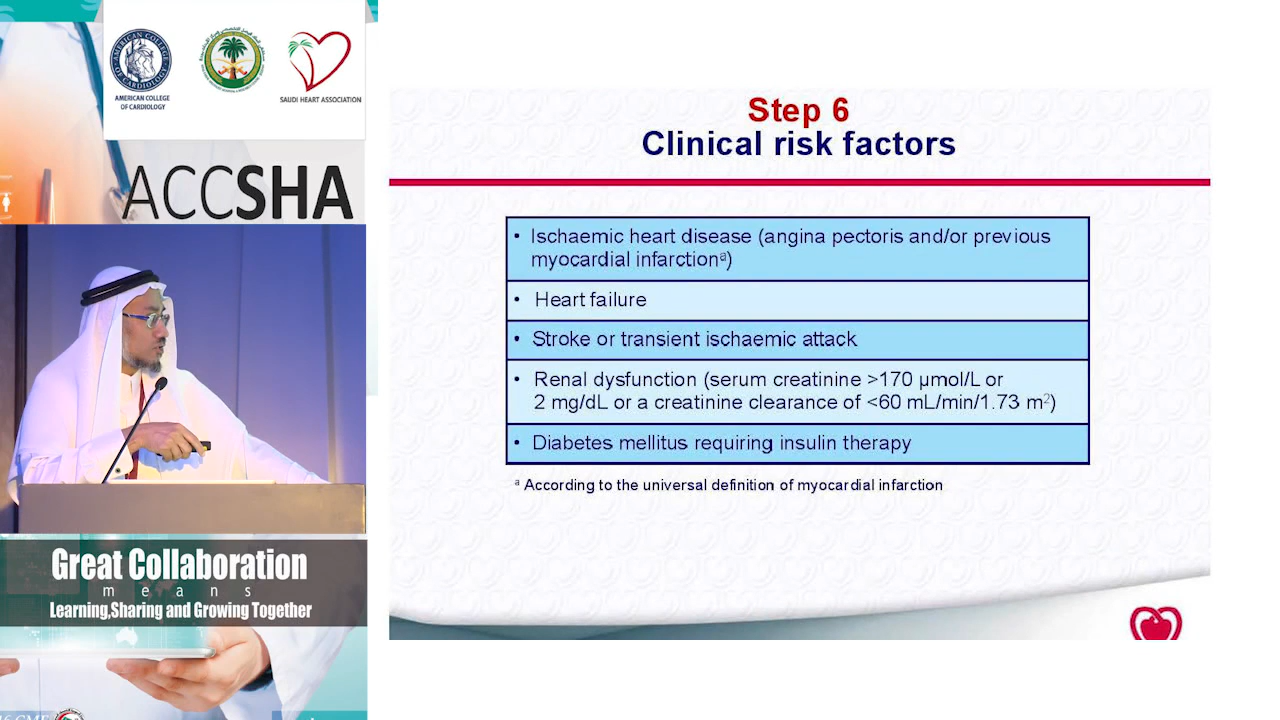 AMERICAN COLLEGE
OF CARDIOLOGY
SAUDI HEART ASSOCIATION
ACCSHA
Great Collaboration
means
Learning,Sharing and Growing Together
Step 6
Clinical risk factors
• Ischaemic heart disease (angina pectoris and/or previous
myocardial infarctionª)
• Heart failure
• Stroke or transient ischaemic attack
• Renal dysfunction (serum creatinine >170 µmol/L or
2 mg/dL or a creatinine clearance of <60 mL/min/1.73 m²)
• Diabetes mellitus requiring insulin therapy
ª According to the universal definition of myocardial infarction